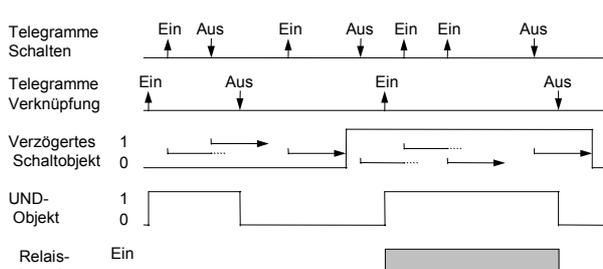 Telegramme Schalten Ein Aus Ein Aus Ein Ein Aus
Telegramme Verknüpfung Ein Aus Ein Aus
Verzögertes 1
Schaltobjekt 0
UND- 1
Objekt 0
Relais- Ein